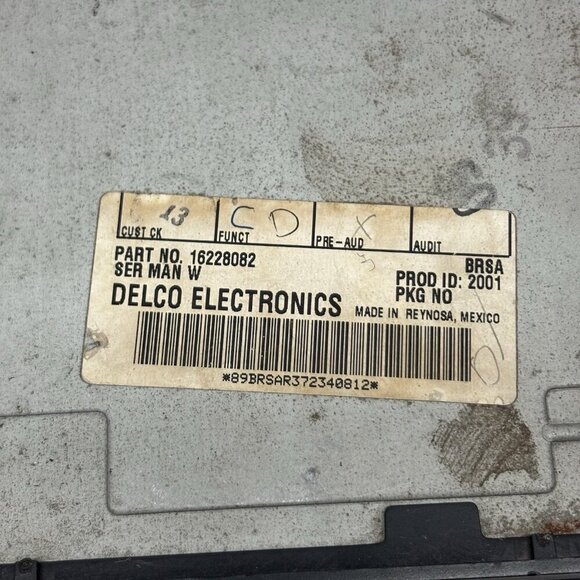 13 C D X
CUST CK FUNCT PRE-AUD AUDIT
PART NO. 16228082 BRSA
SER MAN W PROD ID: 2001
PKG NO
DELCO ELECTRONICS MADE IN REYNOSA, MEXICO
*89BRSAR372340812*